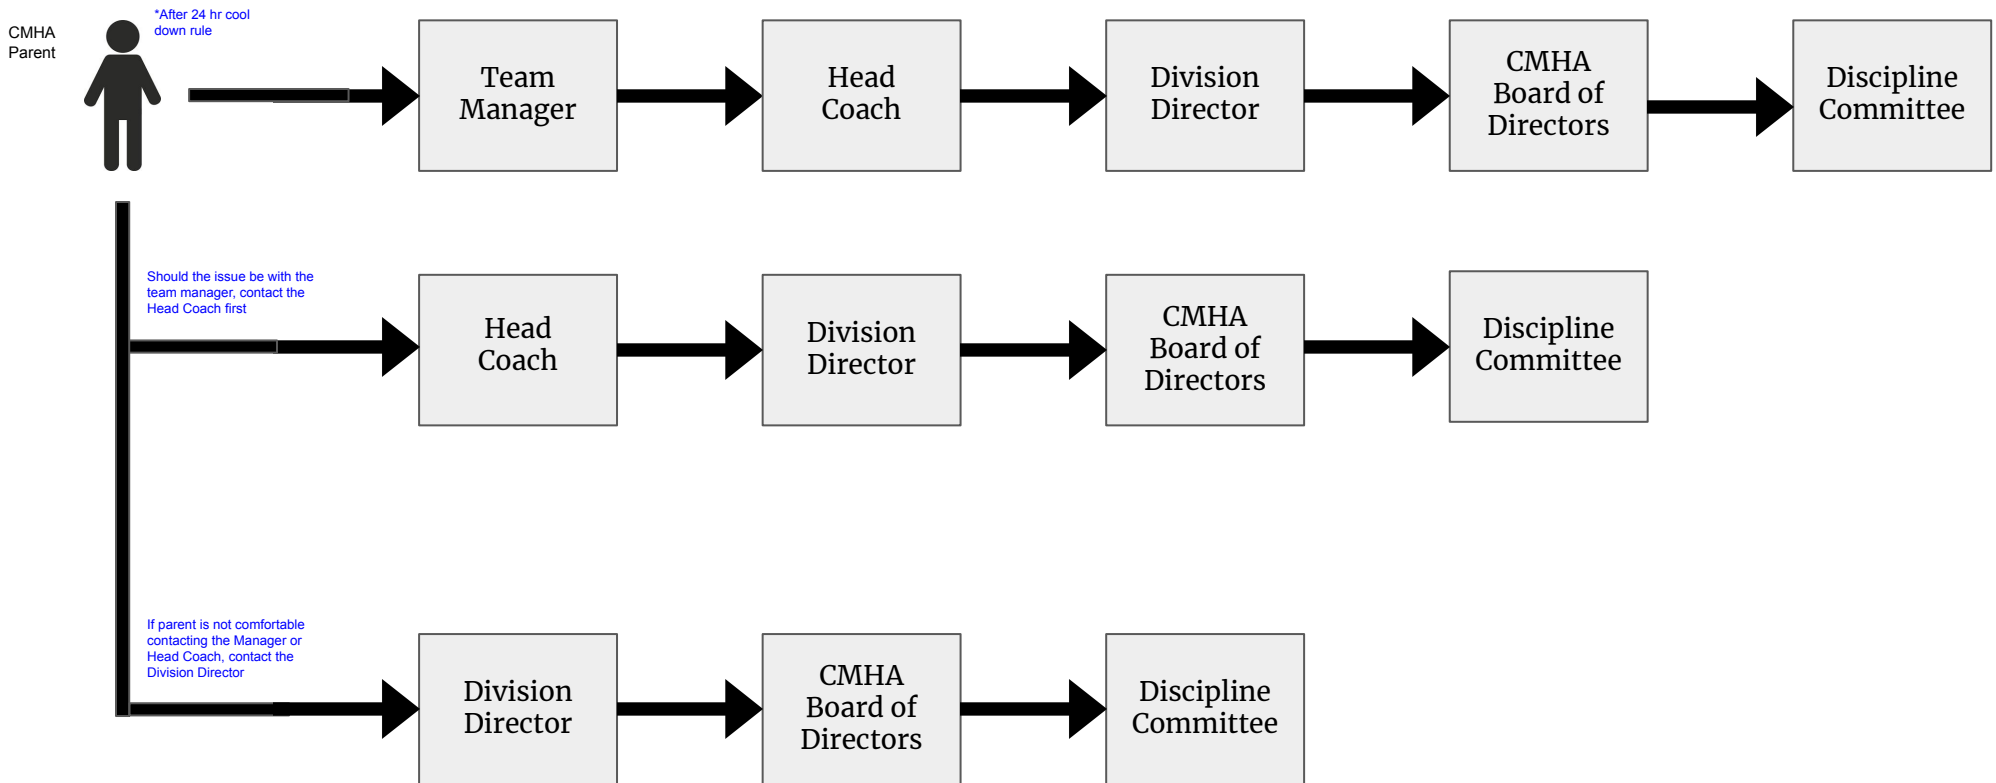 CMHA
Parent
*After 24 hr cool
down rule
Team
Manager
Head
Coach
Division
Director
CMHA
Board of
Directors
Discipline
Committee
Should the issue be with the
team manager, contact the
Head Coach first
Head
Coach
Division
Director
CMHA
Board of
Directors
Discipline
Committee
If parent is not comfortable
contacting the Manager or
Head Coach, contact the
Division Director
Division
Director
CMHA
Board of
Directors
Discipline
Committee